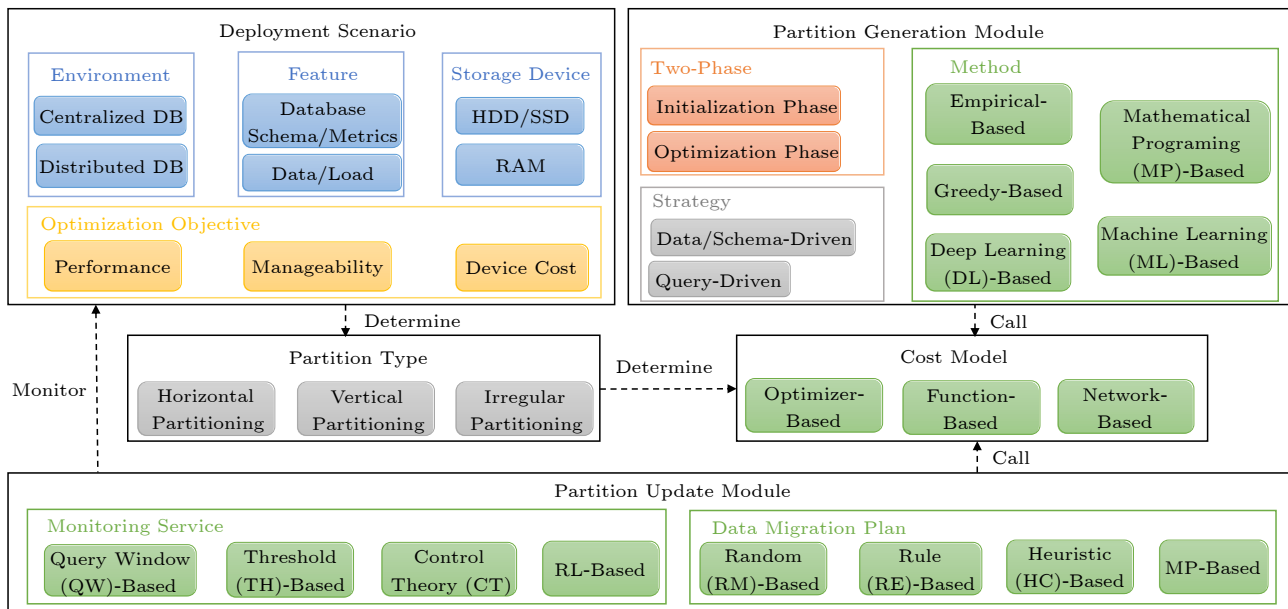 Deployment Scenario
Environment
Centralized DB
Distributed DB
Feature
Database
Schema/Metrics
Data/Load
Storage Device
HDD/SSD
RAM
Optimization Objective
Performance
Manageability
Device Cost
Partition Generation Module
Two-Phase
Initialization Phase
Optimization Phase
Strategy
Data/Schema-Driven
Query-Driven
Method
Empirical-
Based
Mathematical
Programing
(MP)-Based
Greedy-Based
Deep Learning
(DL)-Based
Machine Learning
(ML)-Based
Determine
Call
Monitor
Partition Type
Horizontal
Partitioning
Vertical
Partitioning
Irregular
Partitioning
Determine
Cost Model
Optimizer-
Based
Function-
Based
Network-
Based
Call
Partition Update Module
Monitoring Service
Query Window
(QW)-Based
Threshold
(TH)-Based
Control
Theory (CT)
RL-Based
Data Migration Plan
Random
(RM)-Based
Rule
(RE)-Based
Heuristic
(HC)-Based
MP-Based